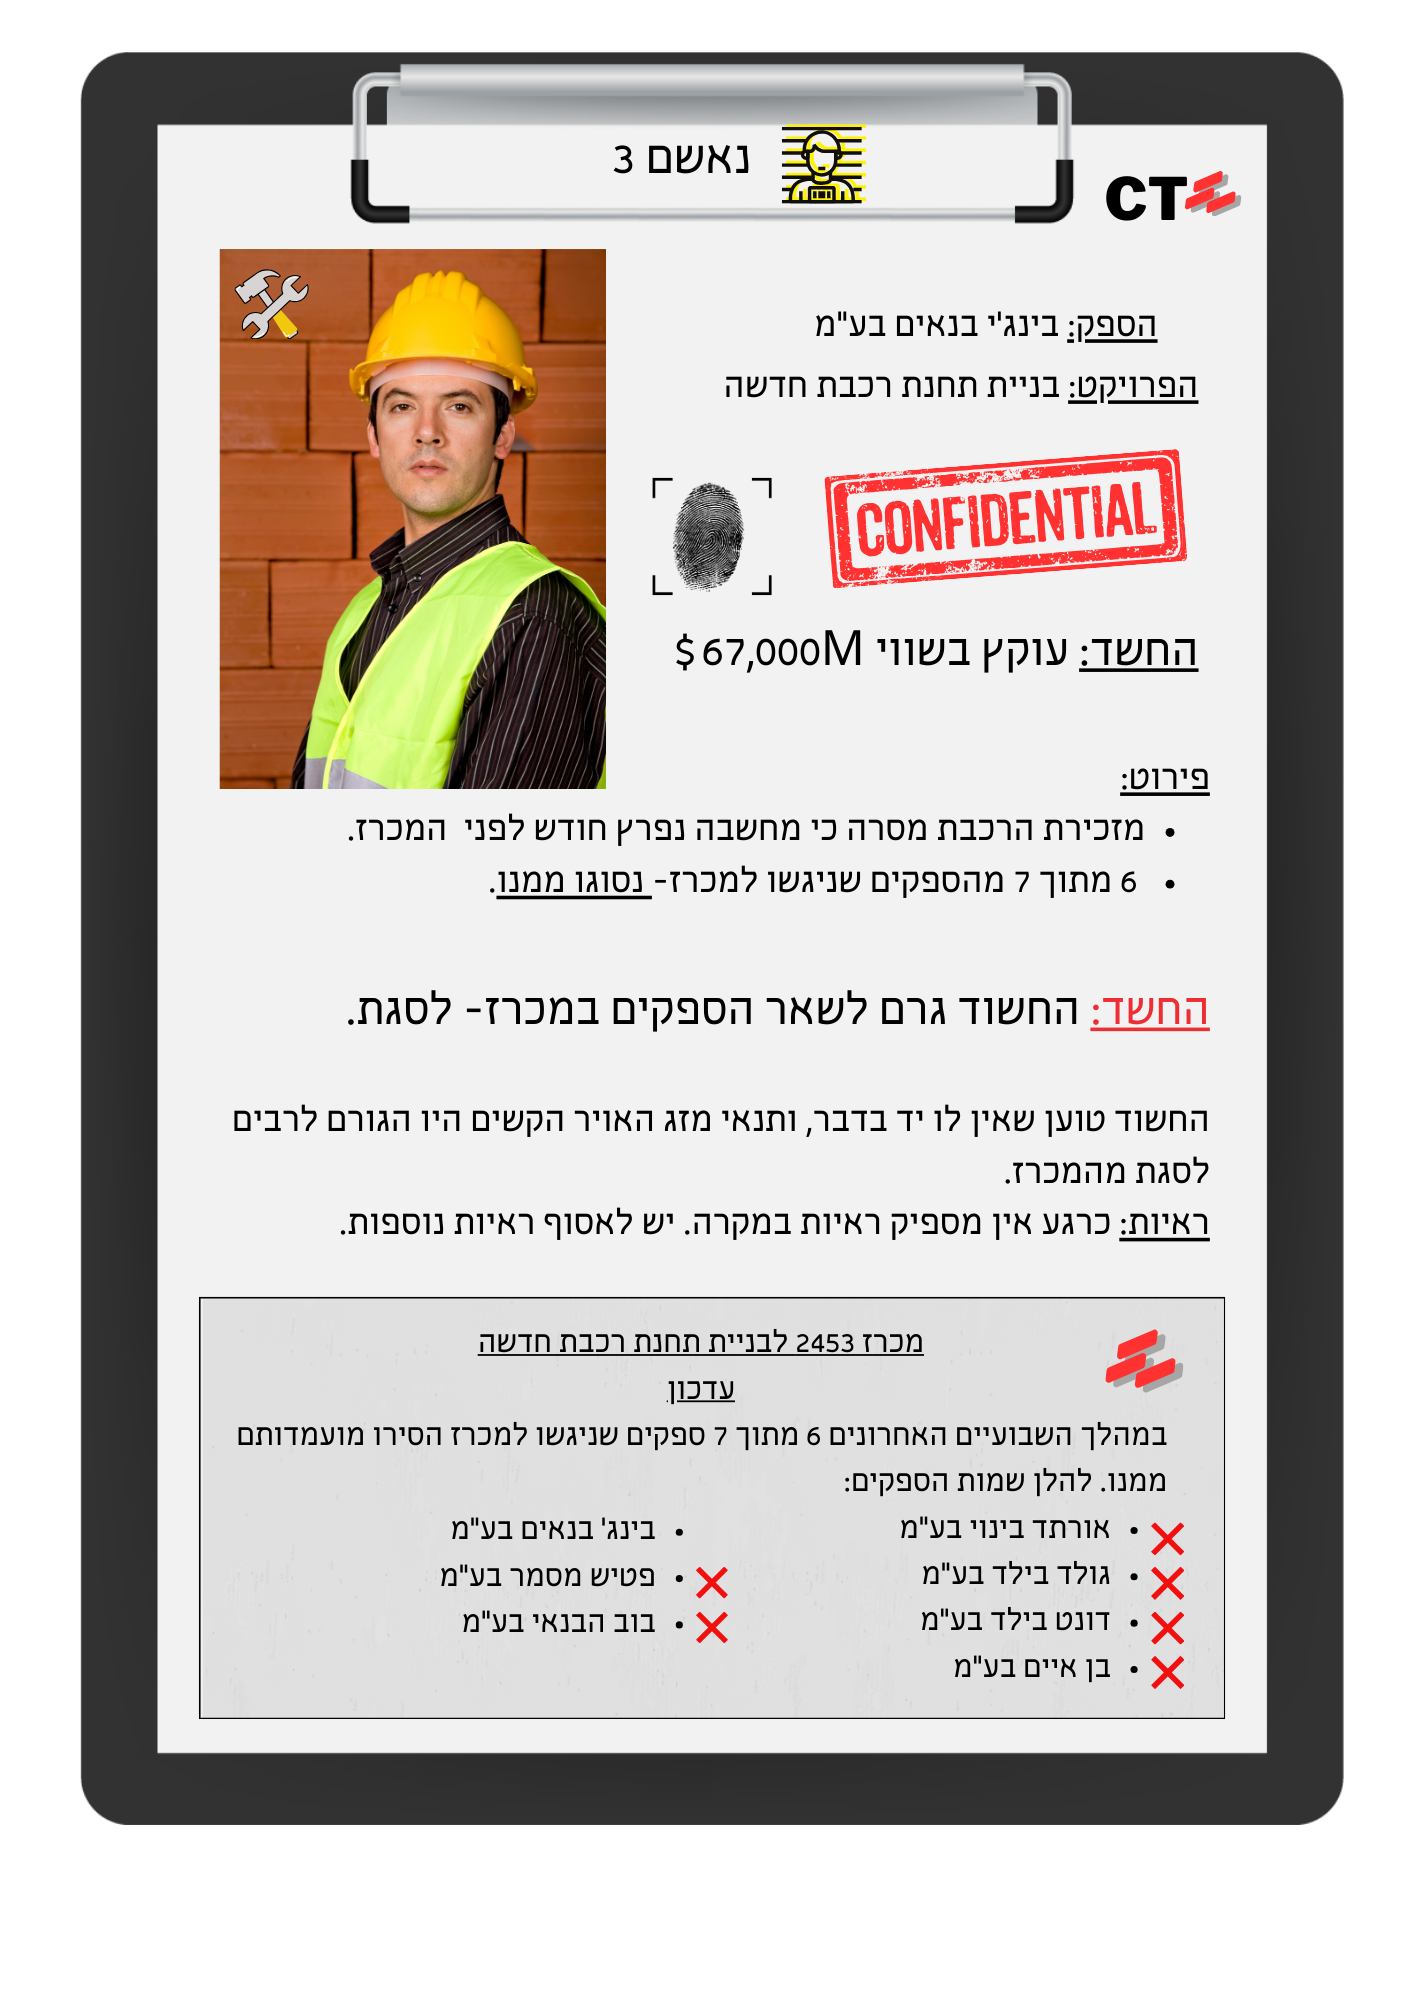 נאשם 3
CT
הספק: בינג'י בנאים בע"מ
הפרויקט: בניית תחנת רכבת חדשה
CONFIDENTIAL
החשד: עוקץ בשווי 67,000M $
פירוט:
• מזכירת הרכבת מסרה כי מחשבה נפרץ חודש לפני המכרז.
• 6 מתוך 7 מהספקים שניגשו למכרז- נסוגו ממנו.
החשד: החשוד גרם לשאר הספקים במכרז- לסגת.
החשוד טוען שאין לו יד בדבר, ותנאי מזג האויר הקשים היו הגורם לרבים
לסגת מהמכרז.
ראיות: כרגע אין מספיק ראיות במקרה. יש לאסוף ראיות נוספות.
מכרז 2453 לבניית תחנת רכבת חדשה
עדכון
במהלך השבועיים האחרונים 6 מתוך 7 ספקים שניגשו למכרז הסירו מועמדותם
ממנו. להלן שמות הספקים:
• אורתד בינוי בע"מ
• גולד בילד בע"מ
• דונט בילד בע"מ
• בן איים בע"מ
• בינג' בנאים בע"מ
• פטיש מסמר בע"מ
• בוב הבנאי בע"מ